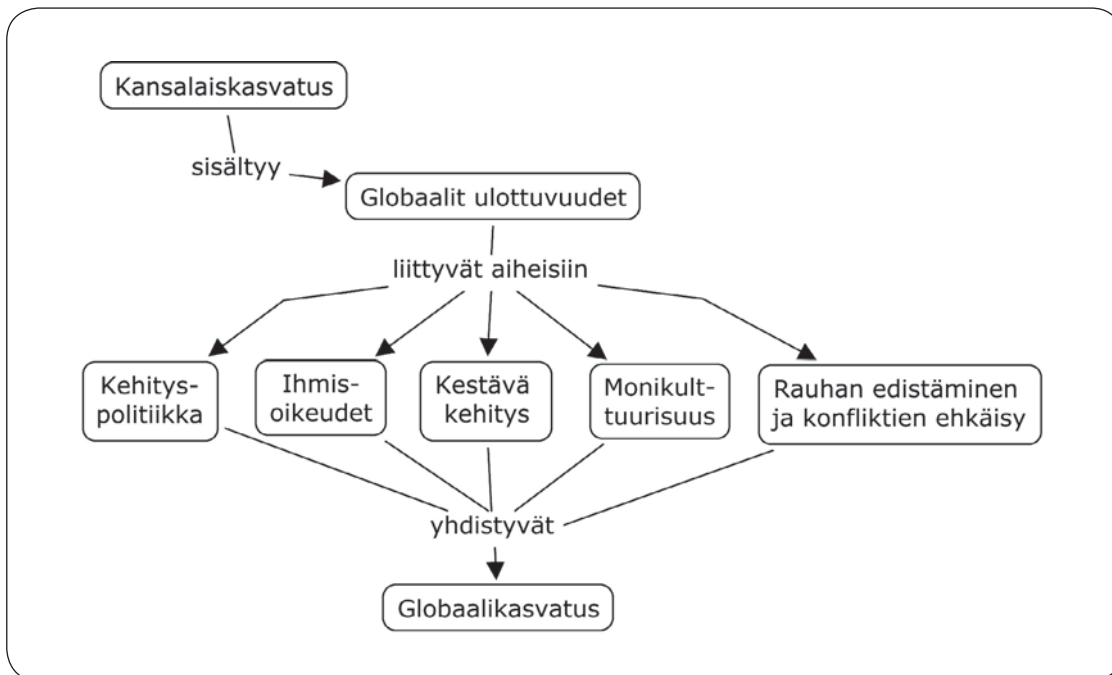 Kansalaiskasvatus
sisältyy
Globaalit ulottuvuudet
liittyvät aiheisiin
Kehitys-
politiikka
Ihmis-
oikeudet
Kestävä
kehitys
Monikult-
tuurisuus
Rauhan edistäminen
ja konfliktien ehkäisy
yhdistyvät
Globaalikasvatus